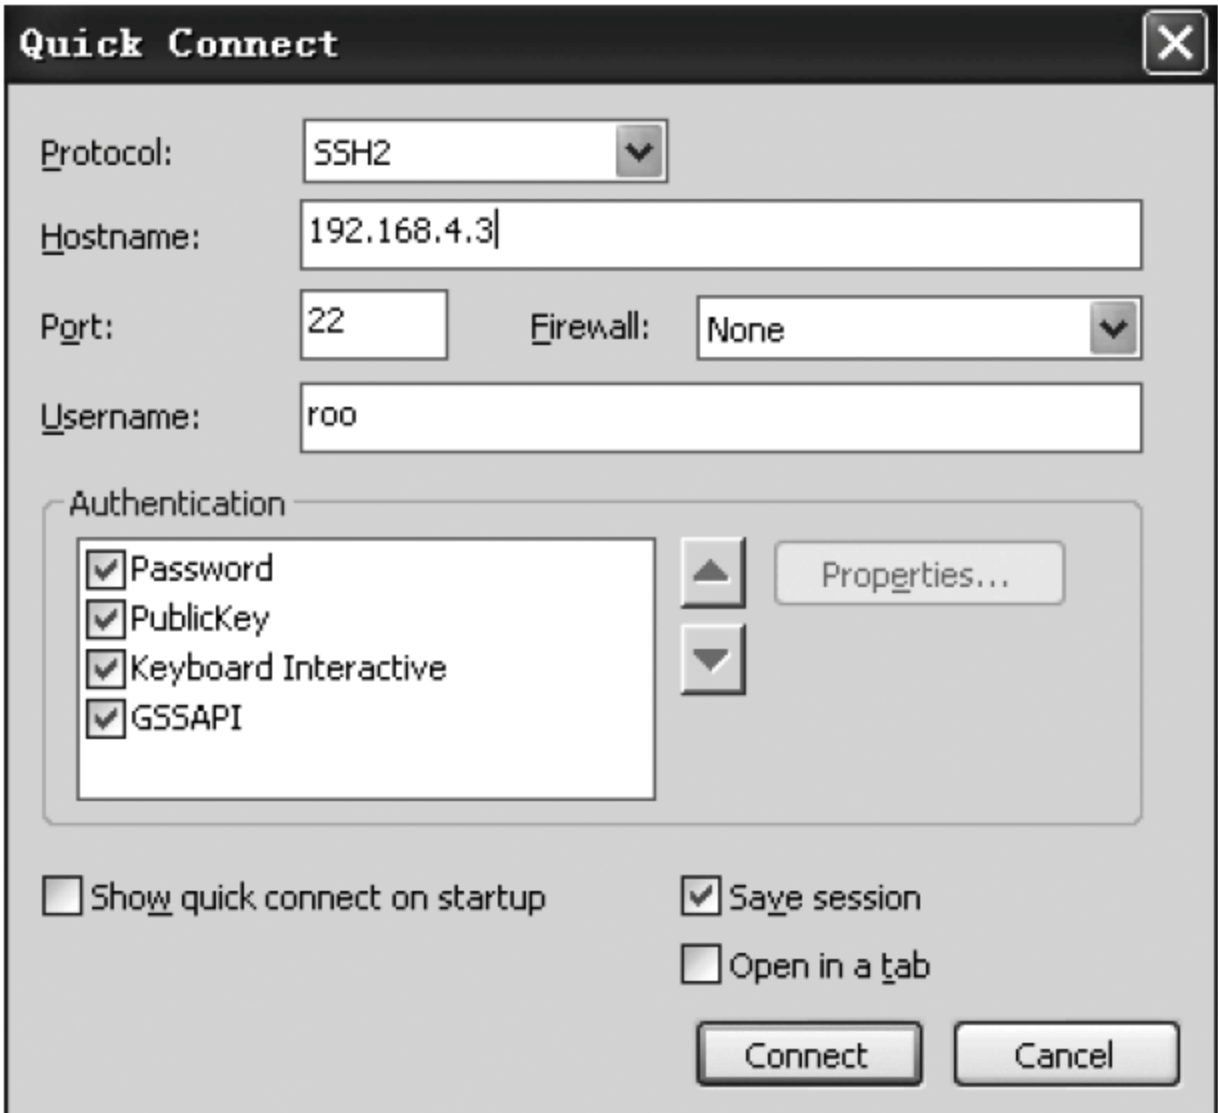 Quick Connect
Protocol: SSH2
Hostname: 192.168.4.3
Port: 22 Firewall: None
Username: roo
Authentication
Password
PublicKey
Keyboard Interactive
GSSAPI
Properties...
Show quick connect on startup
Save session
Open in a tab
Connect Cancel